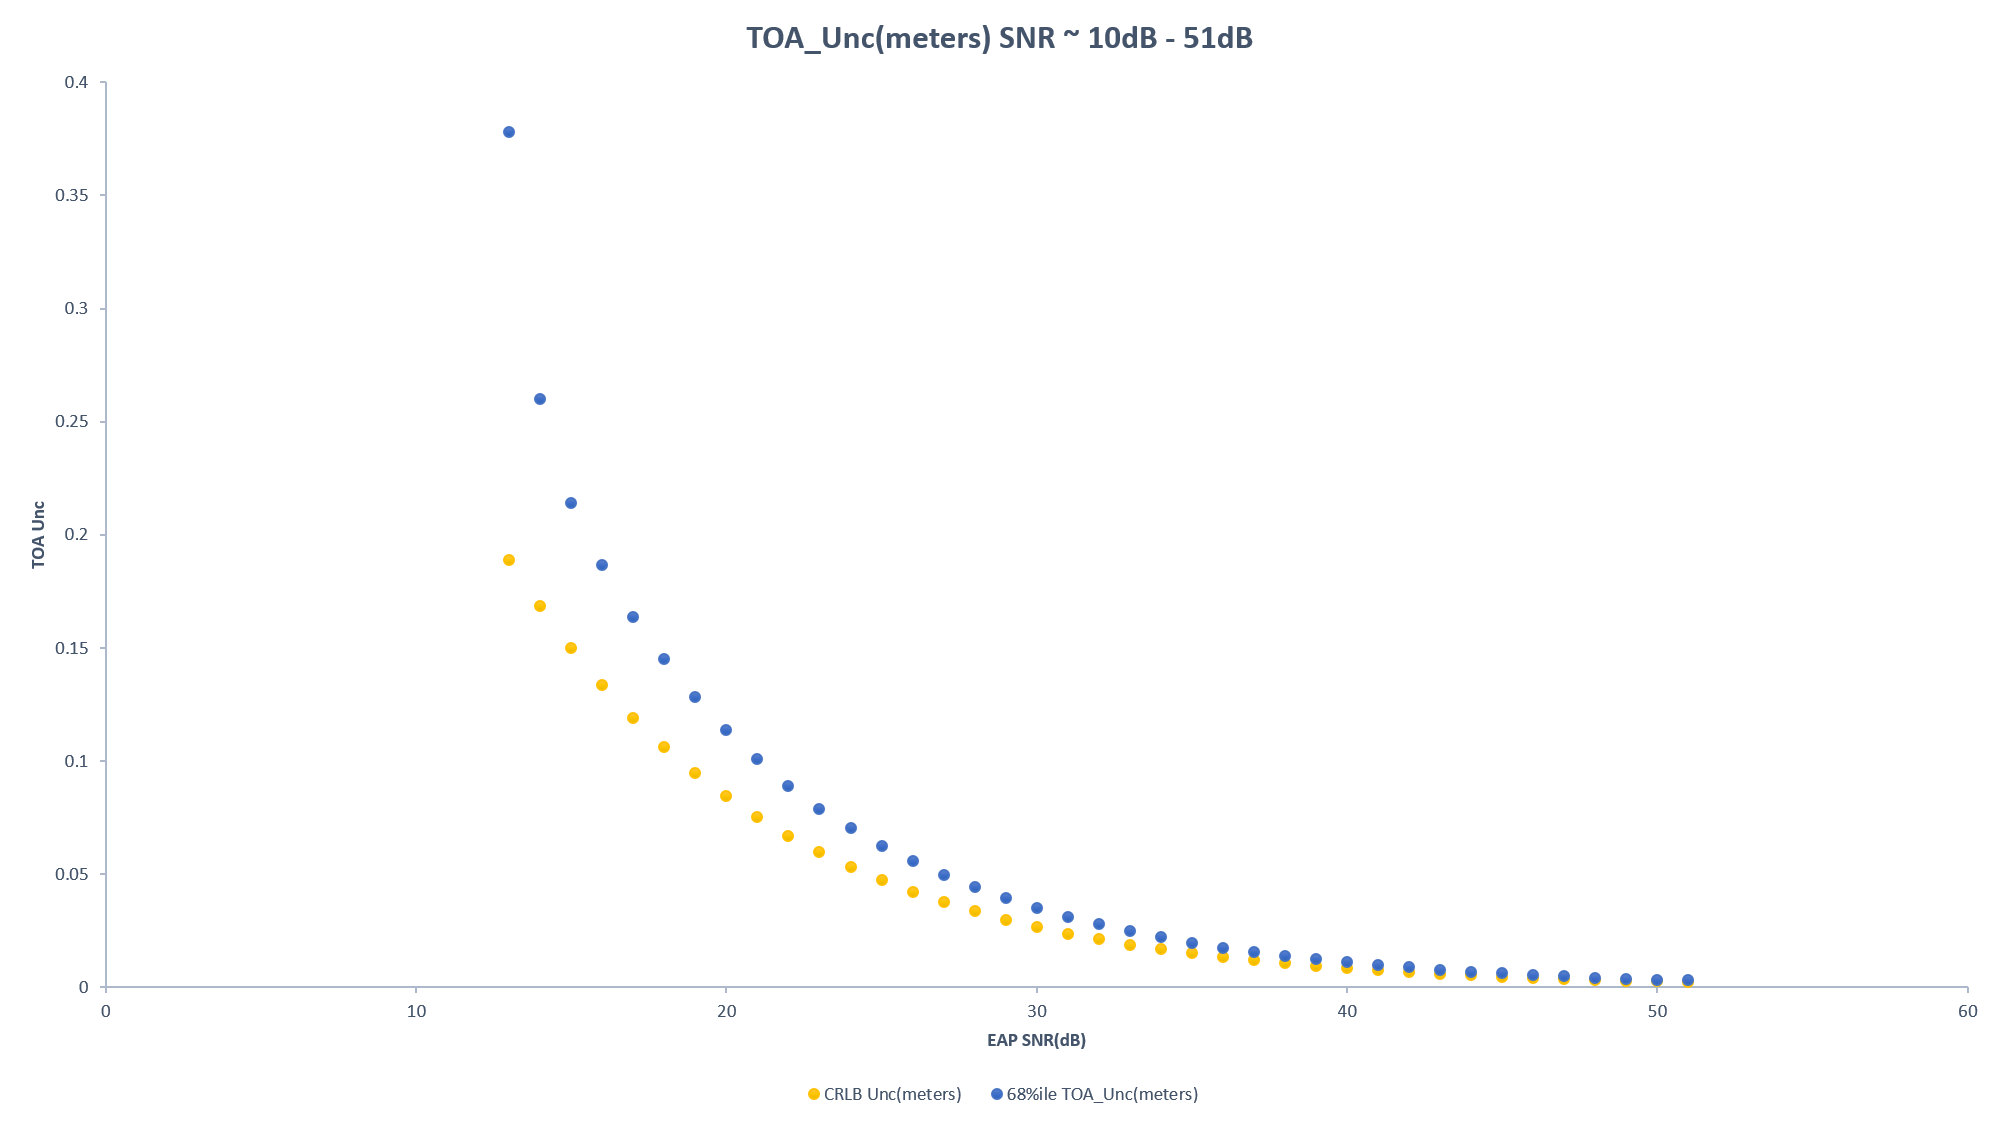 TOA_Unc(meters) SNR ~ 10dB - 51dB
0.4
0.35
0.3
0.25
0.2
0.15
0.1
0.05
0
TOA Unc
0 10 20 30 40 50 60
EAP SNR(dB)
CRLB Unc(meters) 68%ile TOA_Unc(meters)